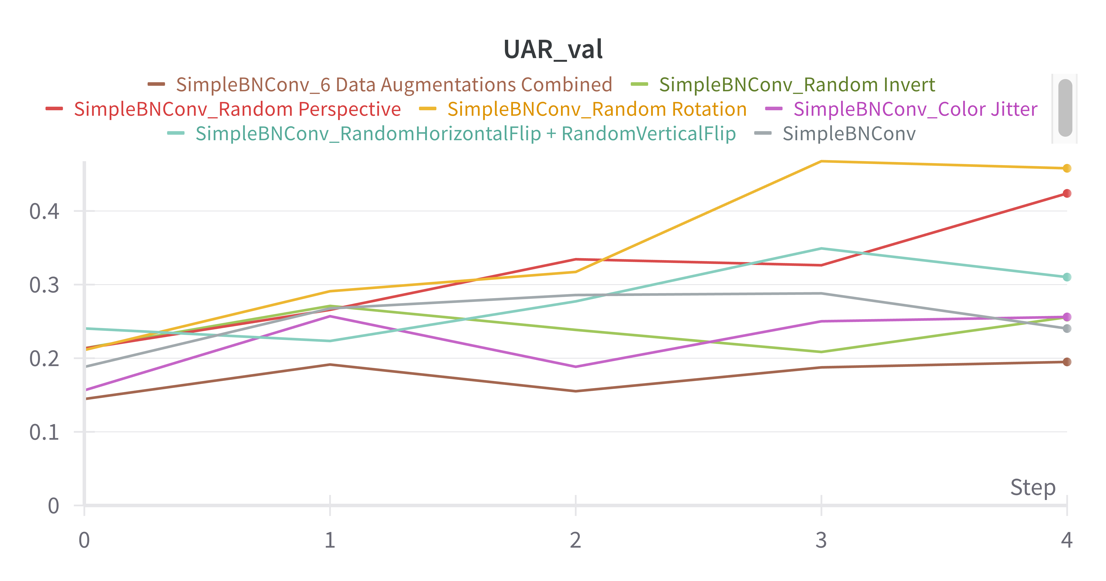 UAR_val
SimpleBNConv_6 Data Augmentations Combined SimpleBNConv_Random Invert
SimpleBNConv_Random Perspective SimpleBNConv_Random Rotation SimpleBNConv_Color Jitter
SimpleBNConv_RandomHorizontalFlip + RandomVerticalFlip SimpleBNConv
0.4
0.3
0.2
0.1
Step
0
0 1 2 3 4